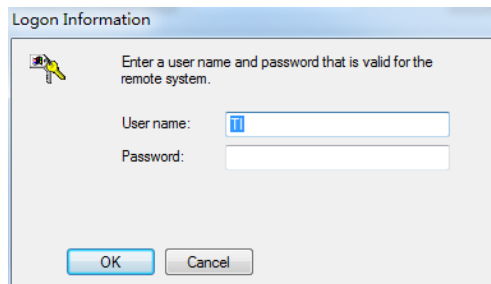 Logon Information
Enter a user name and password that is valid for the
remote system.
User name:
TI
Password:
OK
Cancel